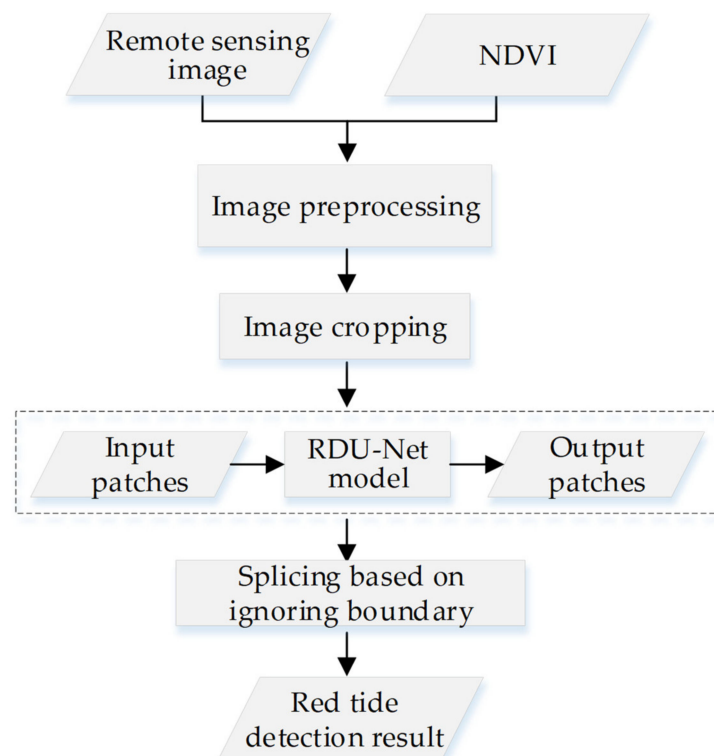 Remote sensing
image
NDVI
Image preprocessing
Image cropping
Input
patches
RDU-Net
model
Output
patches
Splicing based on
ignoring boundary
Red tide
detection result